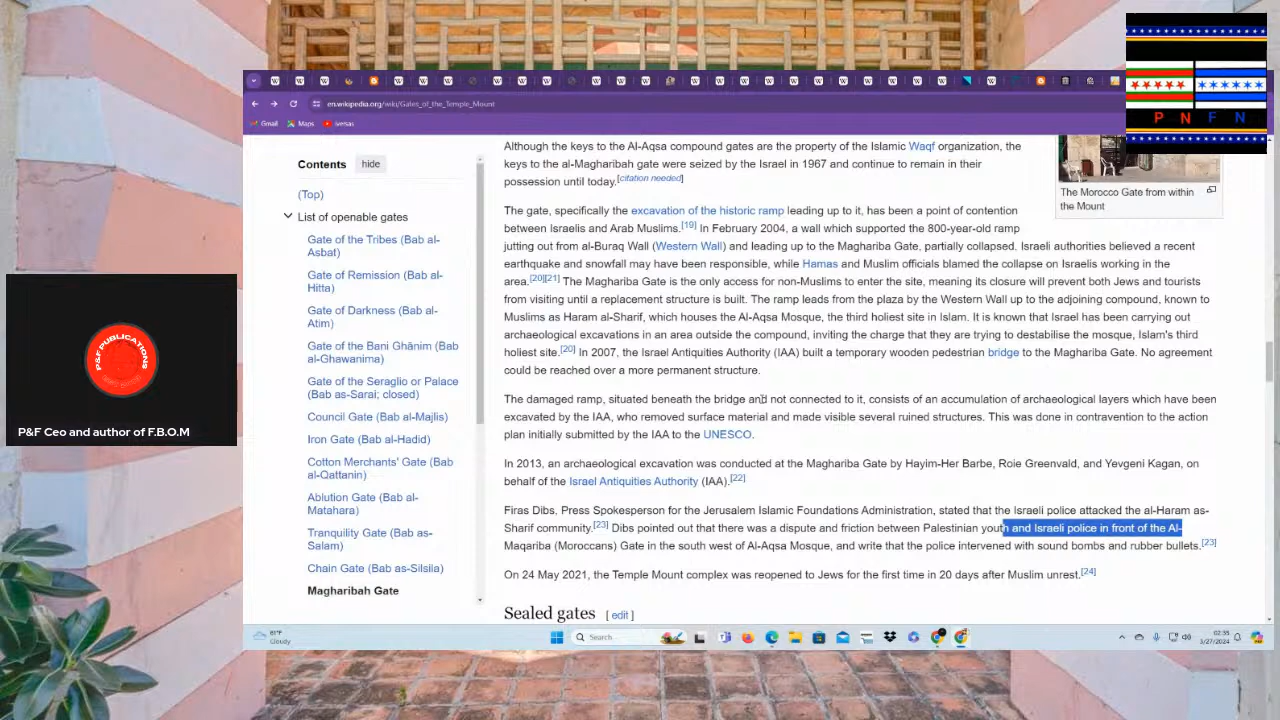 en.wikipedia.org/wiki/Gates_of_the_Temple_Mount
Gmail Maps
P N F N
Contents hide
(Top)
List of openable gates
Gate of the Tribes (Bab al-
Asbat)
Gate of Remission (Bab al-
Hitta)
Gate of Darkness (Bab al-
Atim)
Gate of the Bani Ghānim (Bab
al-Ghawanima)
Gate of the Seraglio or Palace
(Bab as-Sarai; closed)
Council Gate (Bab al-Majlis)
Iron Gate (Bab al-Hadid)
Cotton Merchants' Gate (Bab
al-Qattanin)
Ablution Gate (Bab al-
Matahara)
Tranquility Gate (Bab as-
Salam)
Chain Gate (Bab as-Silsila)
Magharibah Gate
Although the keys to the Al-Aqsa compound gates are the property of the Islamic Waqf organization, the
keys to the al-Magharibah gate were seized by the Israel in 1967 and continue to remain in their
possession until today.[citation needed]
The gate, specifically the excavation of the historic ramp leading up to it, has been a point of contention
between Israelis and Arab Muslims.[19] In February 2004, a wall which supported the 800-year-old ramp
jutting out from al-Buraq Wall (Western Wall) and leading up to the Maghariba Gate, partially collapsed. Israeli authorities believed a recent
earthquake and snowfall may have been responsible, while Hamas and Muslim officials blamed the collapse on Israelis working in the
area.[20][21] The Maghariba Gate is the only access for non-Muslims to enter the site, meaning its closure will prevent both Jews and tourists
from visiting until a replacement structure is built. The ramp leads from the plaza by the Western Wall up to the adjoining compound, known to
Muslims as Haram al-Sharif, which houses the Al-Aqsa Mosque, the third holiest site in Islam. It is known that Israel has been carrying out
archaeological excavations in an area outside the compound, inviting the charge that they are trying to destabilise the mosque, Islam's third
holiest site.[20] In 2007, the Israel Antiquities Authority (IAA) built a temporary wooden pedestrian bridge to the Maghariba Gate. No agreement
could be reached over a more permanent structure.
The damaged ramp, situated beneath the bridge and not connected to it, consists of an accumulation of archaeological layers which have been
excavated by the IAA, who removed surface material and made visible several ruined structures. This was done in contravention to the action
plan initially submitted by the IAA to the UNESCO.
In 2013, an archaeological excavation was conducted at the Maghariba Gate by Hayim-Her Barbe, Roie Greenvald, and Yevgeni Kagan, on
behalf of the Israel Antiquities Authority (IAA).[22]
Firas Dibs, Press Spokesperson for the Jerusalem Islamic Foundations Administration, stated that the Israeli police attacked the al-Haram as-
Sharif community.[23] Dibs pointed out that there was a dispute and friction between Palestinian youth and Israeli police in front of the Al-
Maqariba (Moroccans) Gate in the south west of Al-Aqsa Mosque, and write that the police intervened with sound bombs and rubber bullets.[23]
On 24 May 2021, the Temple Mount complex was reopened to Jews for the first time in 20 days after Muslim unrest.[24]
Sealed gates [ edit ]
The Morocco Gate from within
the Mount
P&F PUBLICATIONS
P&F Ceo and author of F.B.O.M
Cloudy
Search
02:35
3/27/2024